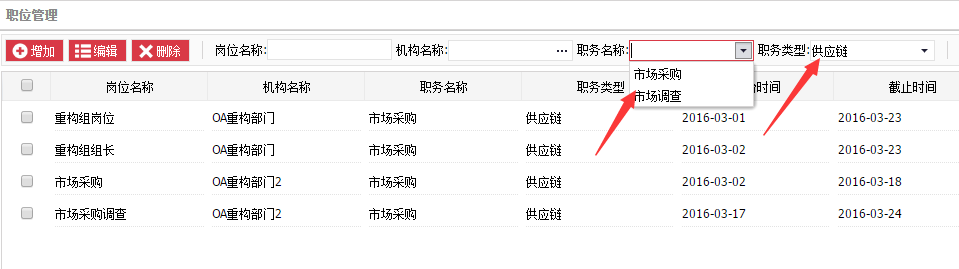 职位管理
增加 编辑 删除 岗位名称: 机构名称: ... 职务名称: 职务类型: 供应链
市场采购
市场调查
岗位名称 机构名称 职务名称 职务类型 时间 截止时间
重构组岗位 OA重构部门 市场采购 供应链 2016-03-01 2016-03-23
重构组组长 OA重构部门 市场采购 供应链 2016-03-02 2016-03-23
市场采购 OA重构部门2 市场采购 供应链 2016-03-02 2016-03-18
市场采购调查 OA重构部门2 市场采购 供应链 2016-03-17 2016-03-24